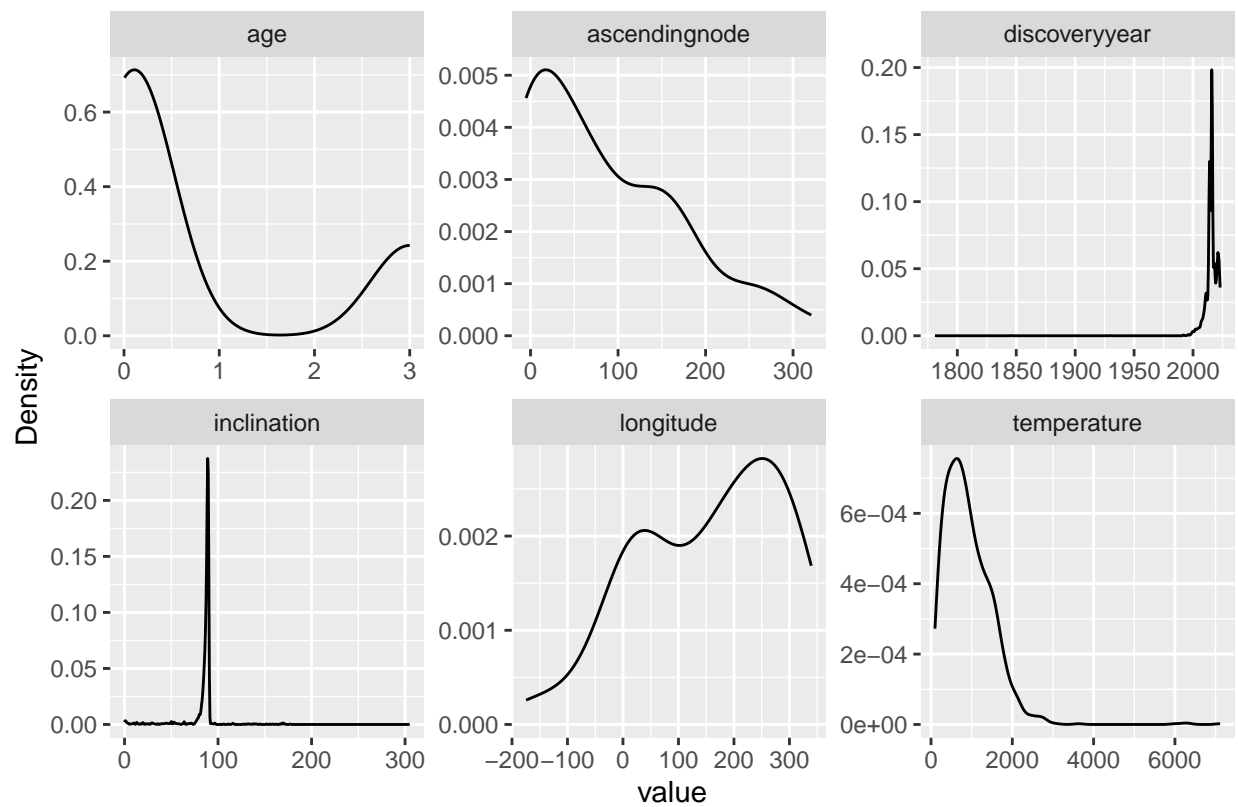 age
ascendingnode
discoveryyear
0.6
0.4
0.2
0.0
0.005
0.004
0.003
0.002
0.001
0.000
0.20
0.15
0.10
0.05
0.00
0 1 2 3
0 100 200 300
1800 1850 1900 1950 2000
Density
inclination
longitude
temperature
0.20
0.15
0.10
0.05
0.00
0.002
0.001
0.000
6e−04
4e−04
2e−04
0e+00
0 100 200 300
−200 −100 0 100 200 300
0 2000 4000 6000
value